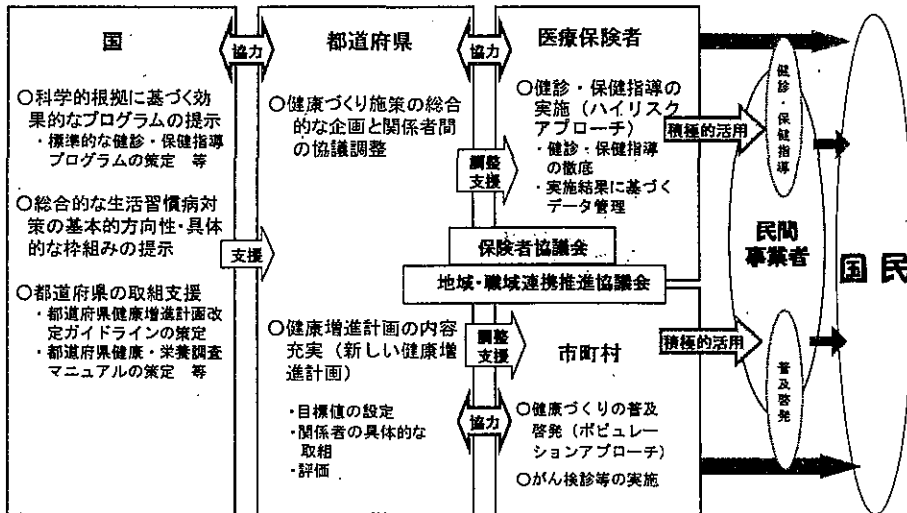 国
協力
都道府県
協力
医療保険者
○科学的根拠に基づく効
果的なプログラムの提示
・標準的な健診・保健指導
プログラムの策定 等
○総合的な生活習慣病対
策の基本的方向性・具体
的な枠組みの提示
○都道府県の取組支援
・都道府県健康増進計画改
定ガイドラインの策定
・都道府県健康・栄養調査
マニュアルの策定 等
支援
○健康づくり施策の総合
的な企画と関係者間
の協議調整
調整
支援
○健診・保健指導の
実施（ハイリスク
アプローチ）
・健診・保健指導
の徹底
・実施結果に基づく
データ管理
保険者協議会
地域・職域連携推進協議会
○健康増進計画の内容
充実（新しい健康増
進計画）
・目標値の設定
・関係者の具体的な
取組
・評価
調整
支援
協力
市町村
○健康づくりの普及
啓発（ポピュレー
ションアプローチ）
○がん検診等の実施
積極的活用
積極的活用
健診・保健指導
民間
事業者
普及啓発
国民